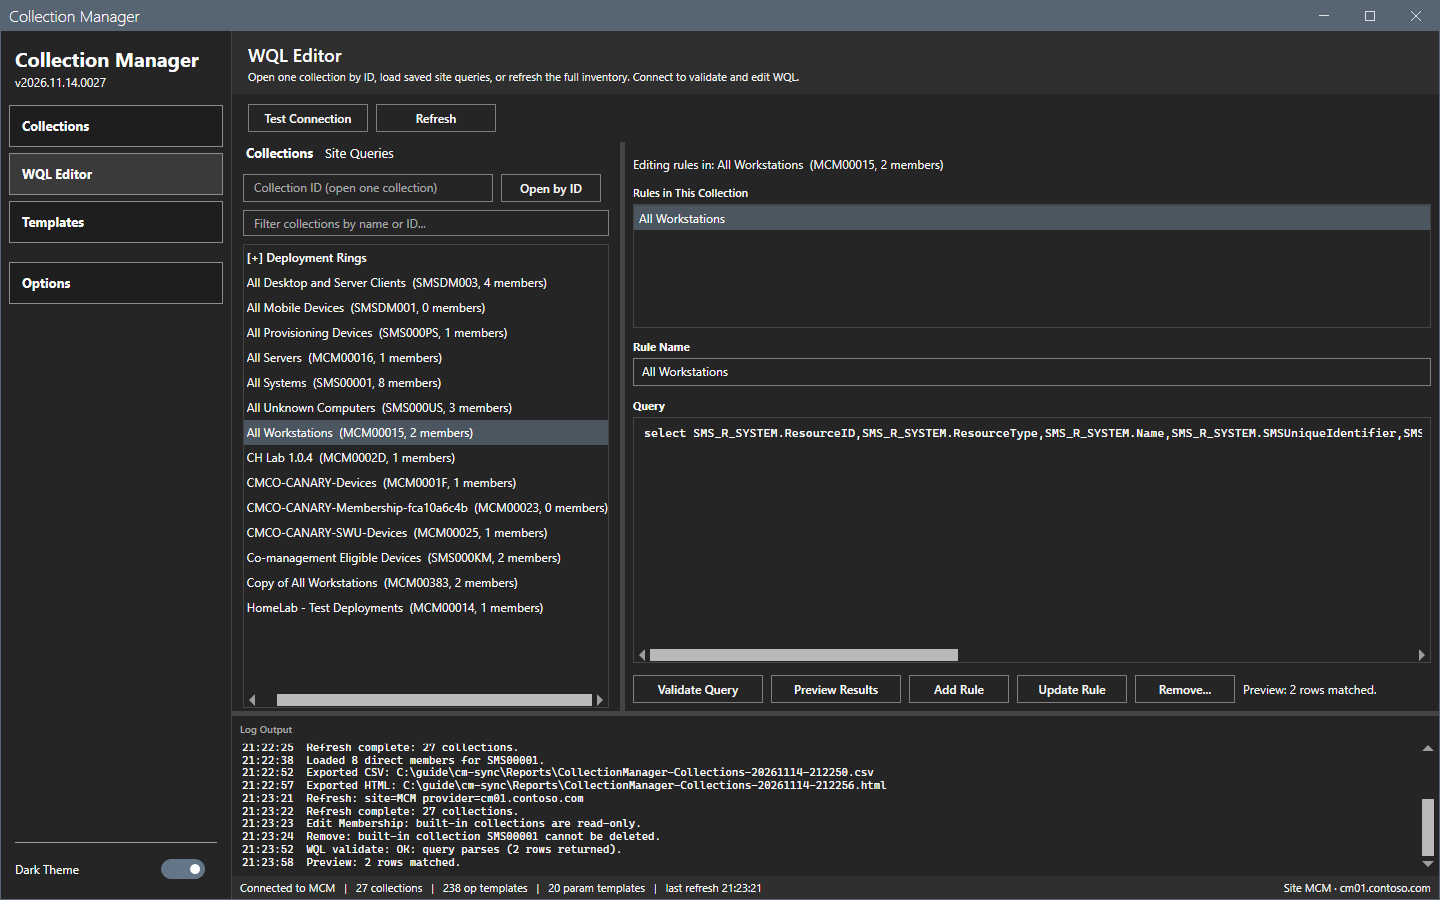 Collection Manager
Collection Manager
v2026.11.14.0027
Collections
WQL Editor
Templates
Options
Dark Theme
WQL Editor
Open one collection by ID, load saved site queries, or refresh the full inventory. Connect to validate and edit WQL.
Test Connection
Refresh
Collections
Site Queries
Collection ID (open one collection)
Open by ID
Filter collections by name or ID...
[+] Deployment Rings
All Desktop and Server Clients (SMSDM003, 4 members)
All Mobile Devices (SMSDM001, 0 members)
All Provisioning Devices (SMS000PS, 1 members)
All Servers (MCM00016, 1 members)
All Systems (SMS00001, 8 members)
All Unknown Computers (SMS000US, 3 members)
All Workstations (MCM00015, 2 members)
CH Lab 1.0.4 (MCM0002D, 1 members)
CMCO-CANARY-Devices (MCM0001F, 1 members)
CMCO-CANARY-Membership-fca10a6c4b (MCM00023, 0 members)
CMCO-CANARY-SWU-Devices (MCM00025, 1 members)
Co-management Eligible Devices (SMS000KM, 2 members)
Copy of All Workstations (MCM00383, 2 members)
HomeLab - Test Deployments (MCM00014, 1 members)
Editing rules in: All Workstations (MCM00015, 2 members)
Rules in This Collection
All Workstations
Rule Name
All Workstations
Query
select SMS_R_SYSTEM.ResourceID,SMS_R_SYSTEM.ResourceType,SMS_R_SYSTEM.Name,SMS_R_SYSTEM.SMSUniqueIdentifier,SMS
Validate Query
Preview Results
Add Rule
Update Rule
Remove...
Preview: 2 rows matched.
Log Output
21:22:25 Refresh complete: 27 collections.
21:22:38 Loaded 8 direct members for SMS00001.
21:22:52 Exported CSV: C:\guide\cm-sync\Reports\CollectionManager-Collections-20261114-212250.csv
21:22:57 Exported HTML: C:\guide\cm-sync\Reports\CollectionManager-Collections-20261114-212256.html
21:23:21 Refresh: site=MCM provider=cm01.contoso.com
21:23:22 Refresh complete: 27 collections.
21:23:23 Edit Membership: built-in collections are read-only.
21:23:24 Remove: built-in collection SMS00001 cannot be deleted.
21:23:52 WQL validate: OK: query parses (2 rows returned).
21:23:58 Preview: 2 rows matched.
Connected to MCM | 27 collections | 238 op templates | 20 param templates | last refresh 21:23:21
Site MCM · cm01.contoso.com